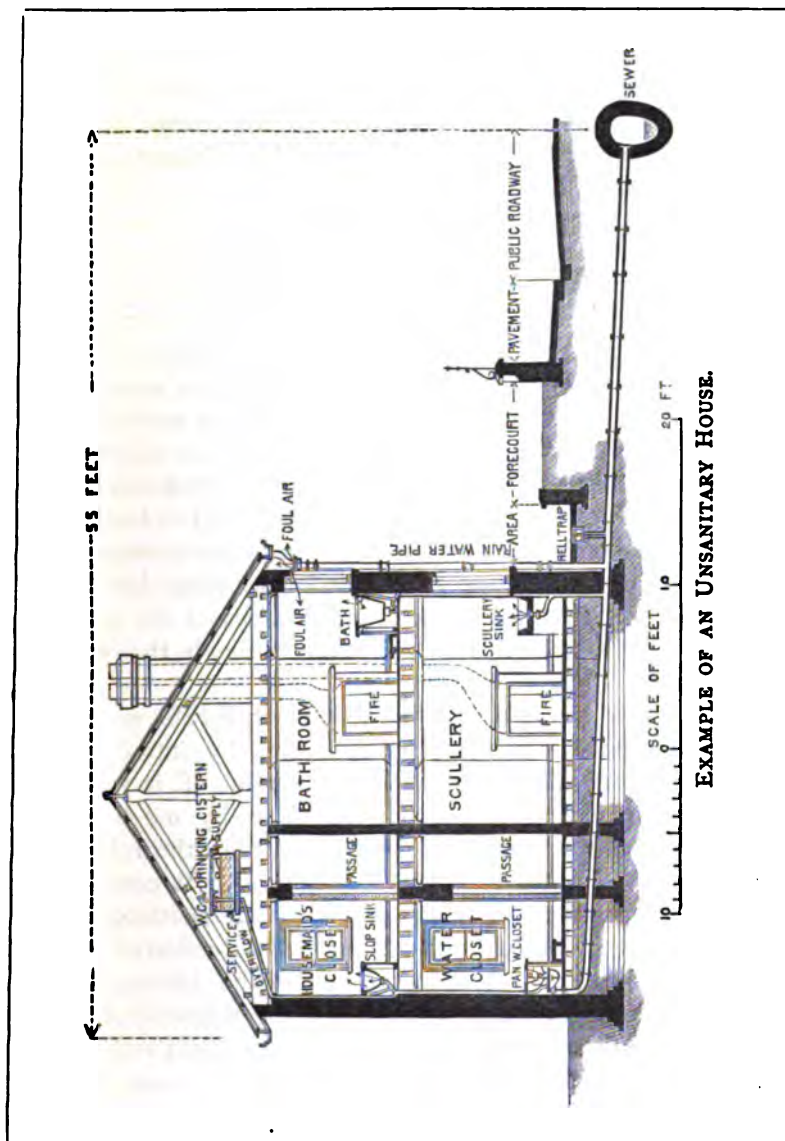 55 FEET
W.C. & DRINKING CISTERN
SUPPLY
SERVICE
OVERFLOW
FOUL AIR
FOUL AIR
HOUSEMAID'S
CLOSET
SLOP SINK
PASSAGE
BATH ROOM
FIRE
BATH
RAIN WATER PIPE
WATER
CLOSET
PAN W. CLOSET
PASSAGE
SCULLERY
FIRE
SCULLERY
SINK
AREA
FORECOURT
PAVEMENT
PUBLIC ROADWAY
BELLTRAP
SEWER
10 0 10 20 FT
SCALE OF FEET
EXAMPLE OF AN UNSANITARY HOUSE.